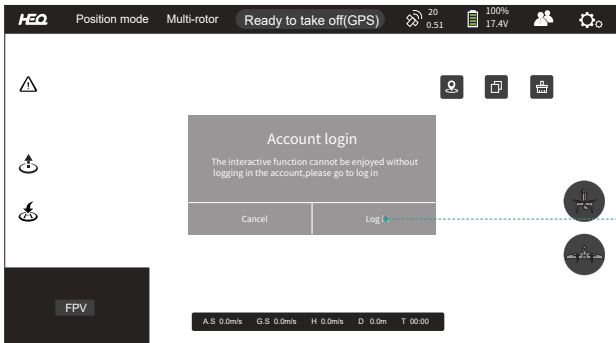 HEQ
Position mode
Multi-rotor
Ready to take off(GPS)
20
0.51
100%
17.4V
Account login
The interactive function cannot be enjoyed without
logging in the account,please go to log in
Cancel
Log in
FPV
A.S 0.0m/s G.S 0.0m/s H 0.0m/s D 0.0m T 00:00